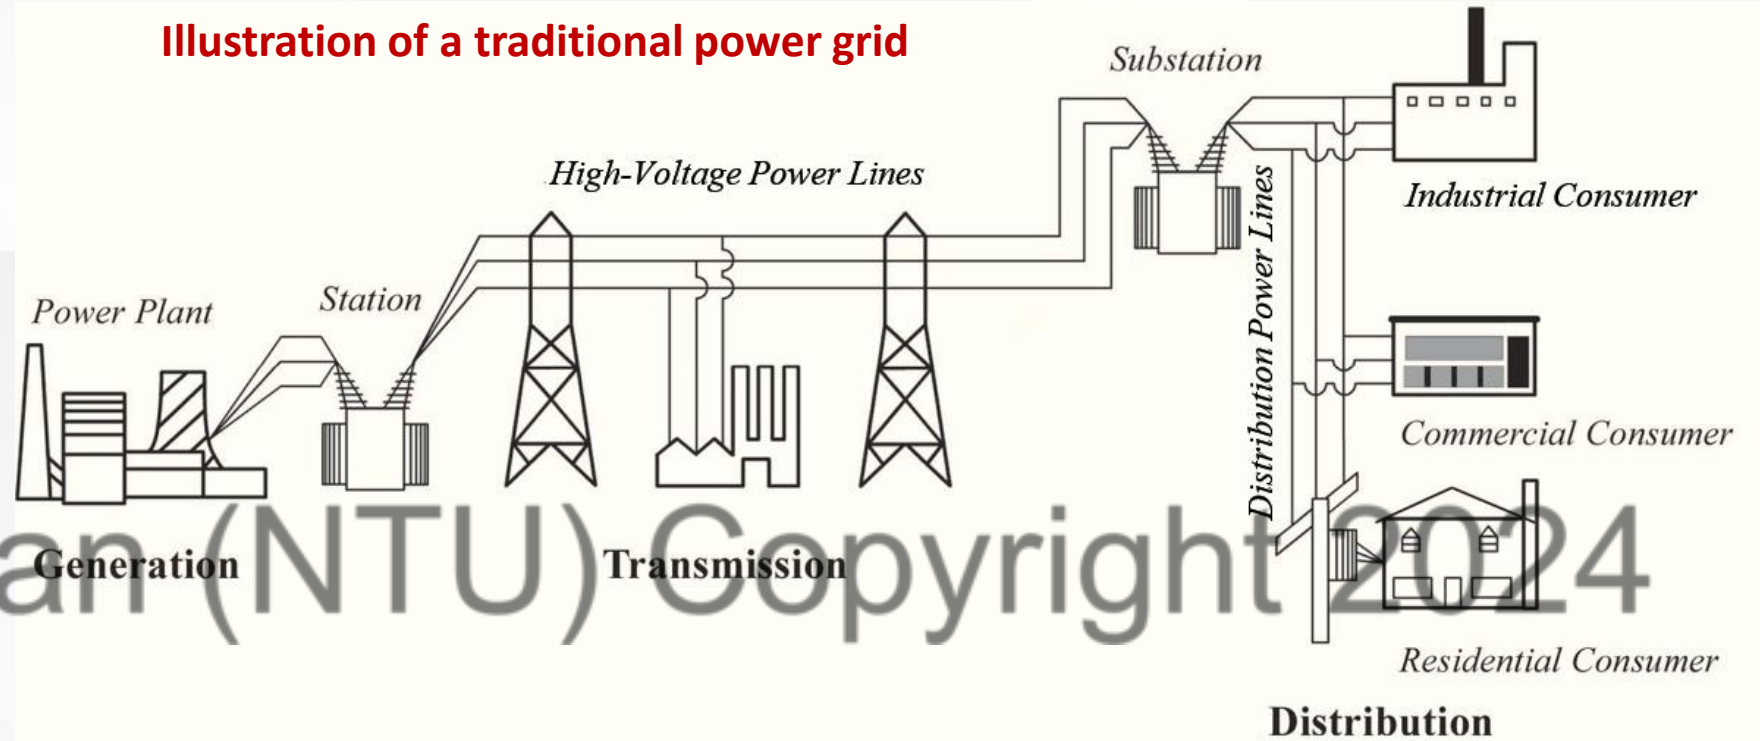 Illustration of a traditional power grid
Substation
High-Voltage Power Lines
Industrial Consumer
Power Plant
Station
Distribution Power Lines
Commercial Consumer
an (NTU) Copyright 2024
Generation
Transmission
Residential Consumer
Distribution